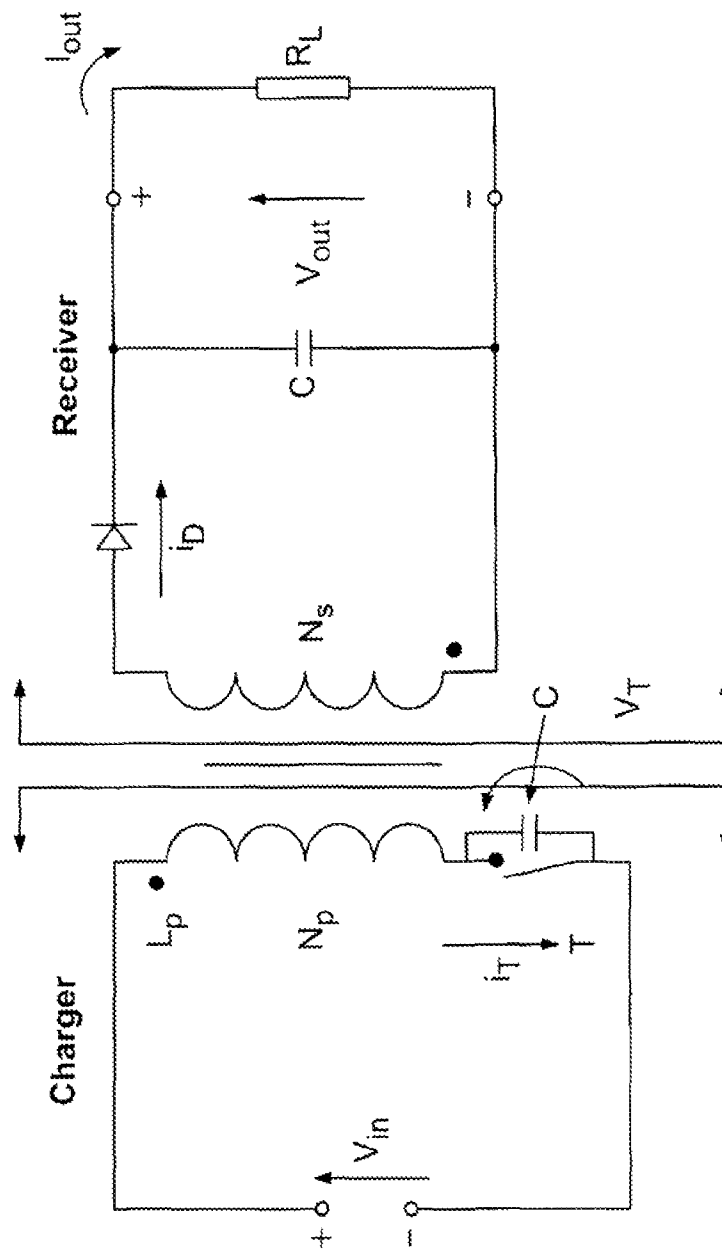 Charger
Receiver
+
V_in
-
L_p
N_p
i_T
T
C
V_T
N_s
i_D
C
V_out
+
-
I_out
R_L